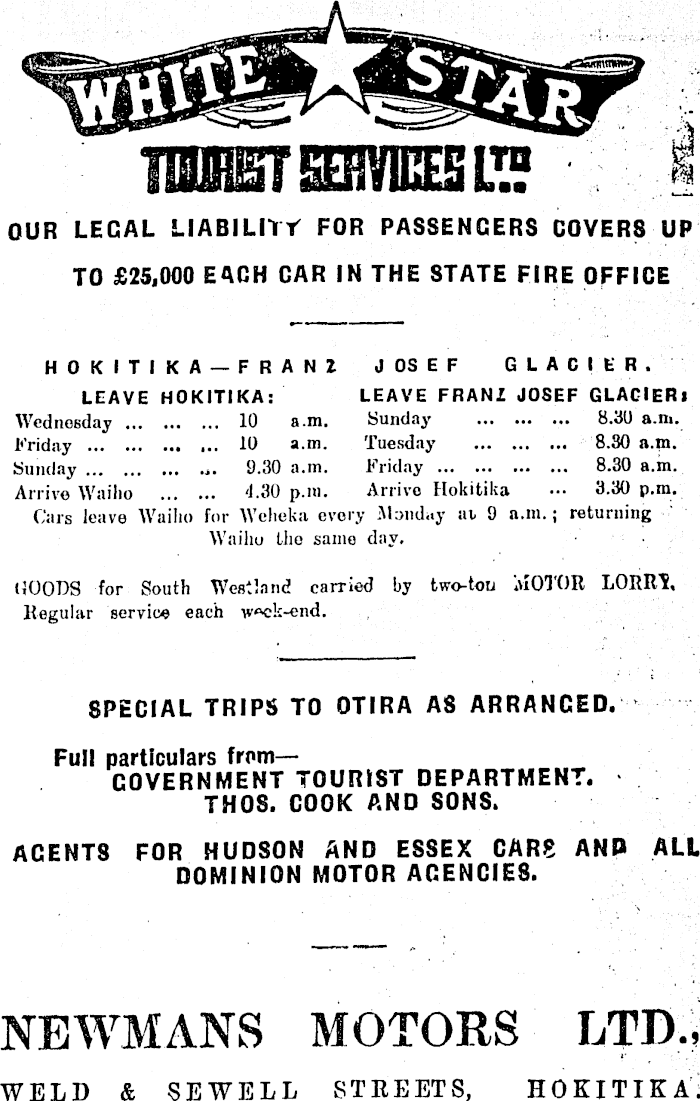 WHITE STAR
TOURIST SERVICES LTD
OUR LEGAL LIABILITY FOR PASSENGERS COVERS UP
TO £25,000 EACH CAR IN THE STATE FIRE OFFICE
HOKITIKA—FRANZ JOSEF GLACIER.
LEAVE HOKITIKA:
Wednesday ... ... ... 10 a.m.
Friday ... ... ... ... 10 a.m.
Sunday ... ... ... ... 9.30 a.m.
Arrive Waiho ... ... 4.30 p.m.
LEAVE FRANZ JOSEF GLACIER:
Sunday ... ... ... 8.30 a.m.
Tuesday ... ... ... 8.30 a.m.
Friday ... ... ... ... 8.30 a.m.
Arrive Hokitika ... 3.30 p.m.
Cars leave Waiho for Weheka every Monday at 9 a.m.; returning
Waiho the same day.
GOODS for South Westland carried by two-ton MOTOR LORRY.
Regular service each week-end.
SPECIAL TRIPS TO OTIRA AS ARRANGED.
Full particulars from—
GOVERNMENT TOURIST DEPARTMENT.
THOS. COOK AND SONS.
AGENTS FOR HUDSON AND ESSEX CARS AND ALL
DOMINION MOTOR AGENCIES.
NEWMANS MOTORS LTD.,
WELD & SEWELL STREETS, HOKITIKA.